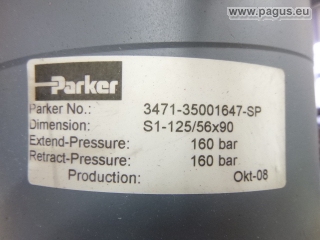 www.pagus.eu
Parker
Parker No.: 3471-35001647-SP
Dimension: S1-125/56x90
Extend-Pressure: 160 bar
Retract-Pressure: 160 bar
Production: Okt-08